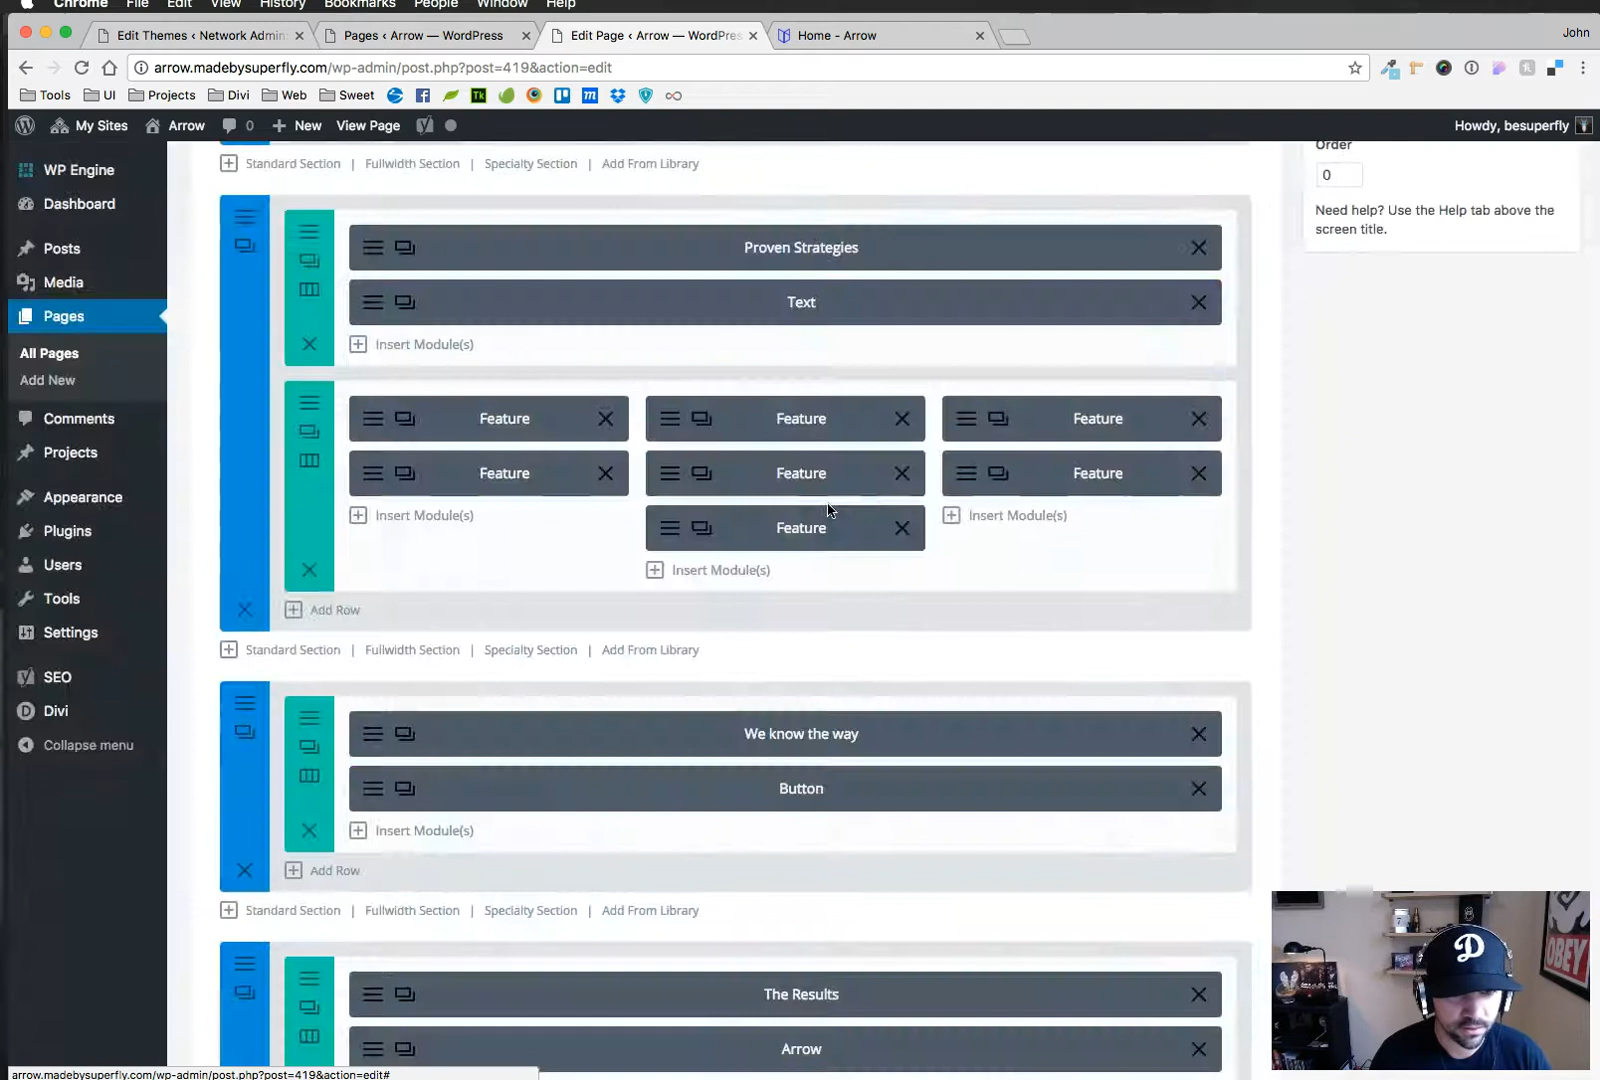 Chrome File Edit View History Bookmarks People Window Help
Edit Themes ‹ Network Admin
Pages ‹ Arrow — WordPress
Edit Page ‹ Arrow — WordPres
Home - Arrow
John
arrow.madebysuperfly.com/wp-admin/post.php?post=419&action=edit
Tools UI Projects Divi Web Sweet
My Sites Arrow 0 New View Page
Howdy, besuperfly
WP Engine
Dashboard
Posts
Media
Pages
All Pages
Add New
Comments
Projects
Appearance
Plugins
Users
Tools
Settings
SEO
Divi
Collapse menu
Standard Section | Fullwidth Section | Specialty Section | Add From Library
Proven Strategies
Text
Insert Module(s)
Feature Feature Feature
Feature Feature Feature
Insert Module(s) Feature Insert Module(s)
Insert Module(s)
Add Row
Standard Section | Fullwidth Section | Specialty Section | Add From Library
We know the way
Button
Insert Module(s)
Add Row
Standard Section | Fullwidth Section | Specialty Section | Add From Library
The Results
Arrow
Order
0
Need help? Use the Help tab above the
screen title.
D
OBEY
arrow.madebysuperfly.com/wp-admin/post.php?post=419&action=edit#